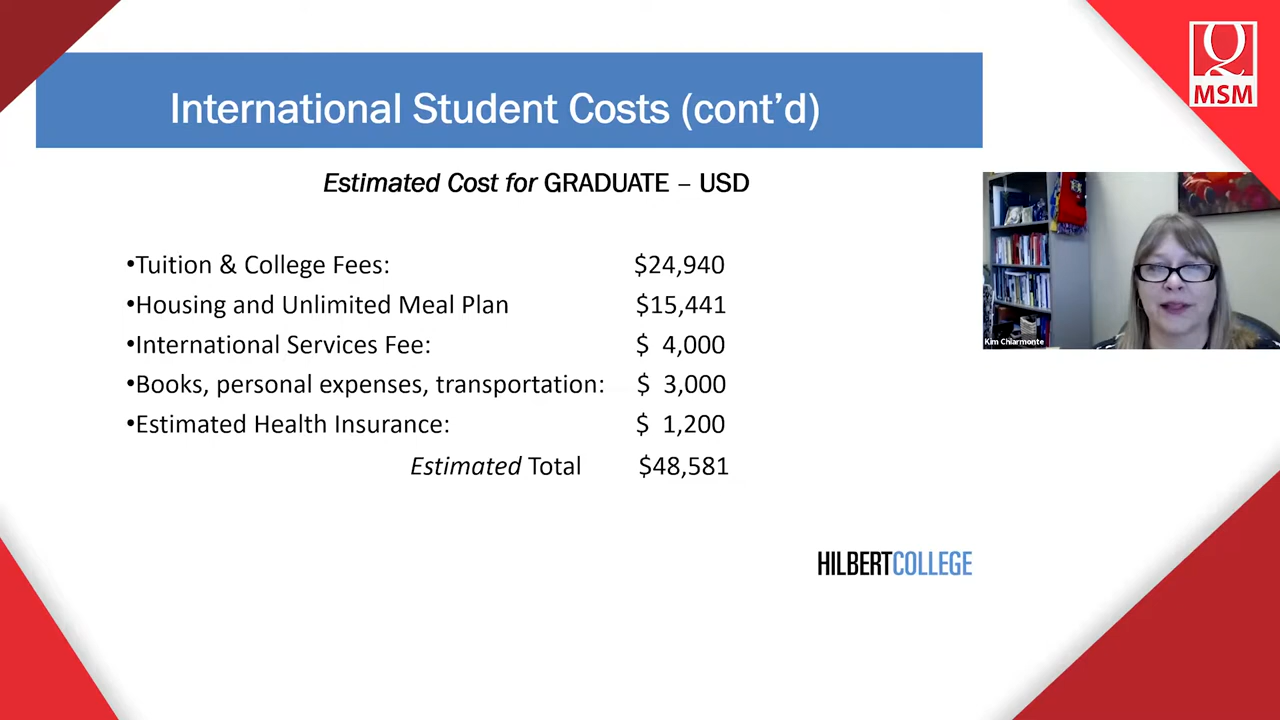 MSM
International Student Costs (cont'd)
Estimated Cost for GRADUATE – USD
•Tuition & College Fees: $24,940
•Housing and Unlimited Meal Plan $15,441
•International Services Fee: $ 4,000
•Books, personal expenses, transportation: $ 3,000
•Estimated Health Insurance: $ 1,200
Estimated Total $48,581
Kim Chiarmonte
HILBERTCOLLEGE